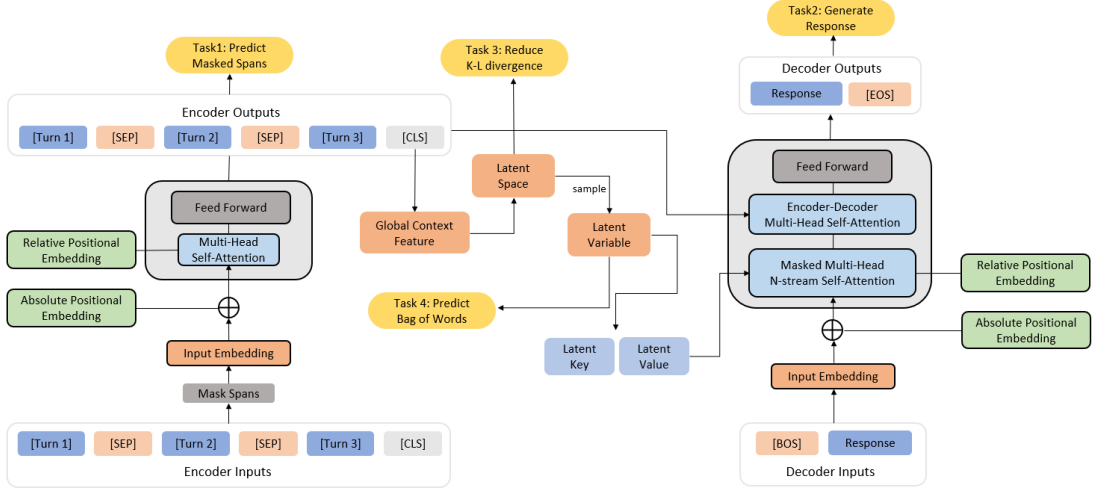 Task1: Predict
Masked Spans
Encoder Outputs
[Turn 1] [SEP] [Turn 2] [SEP] [Turn 3] [CLS]
Feed Forward
Multi-Head
Self-Attention
Relative Positional
Embedding
Absolute Positional
Embedding
Input Embedding
Mask Spans
[Turn 1] [SEP] [Turn 2] [SEP] [Turn 3] [CLS]
Encoder Inputs
Task 3: Reduce
K-L divergence
Latent
Space
sample
Global Context
Feature
Latent
Variable
Task 4: Predict
Bag of Words
Latent
Key
Latent
Value
Task2: Generate
Response
Decoder Outputs
Response [EOS]
Feed Forward
Encoder-Decoder
Multi-Head Self-Attention
Masked Multi-Head
N-stream Self-Attention
Relative Positional
Embedding
Absolute Positional
Embedding
Input Embedding
[BOS] Response
Decoder Inputs